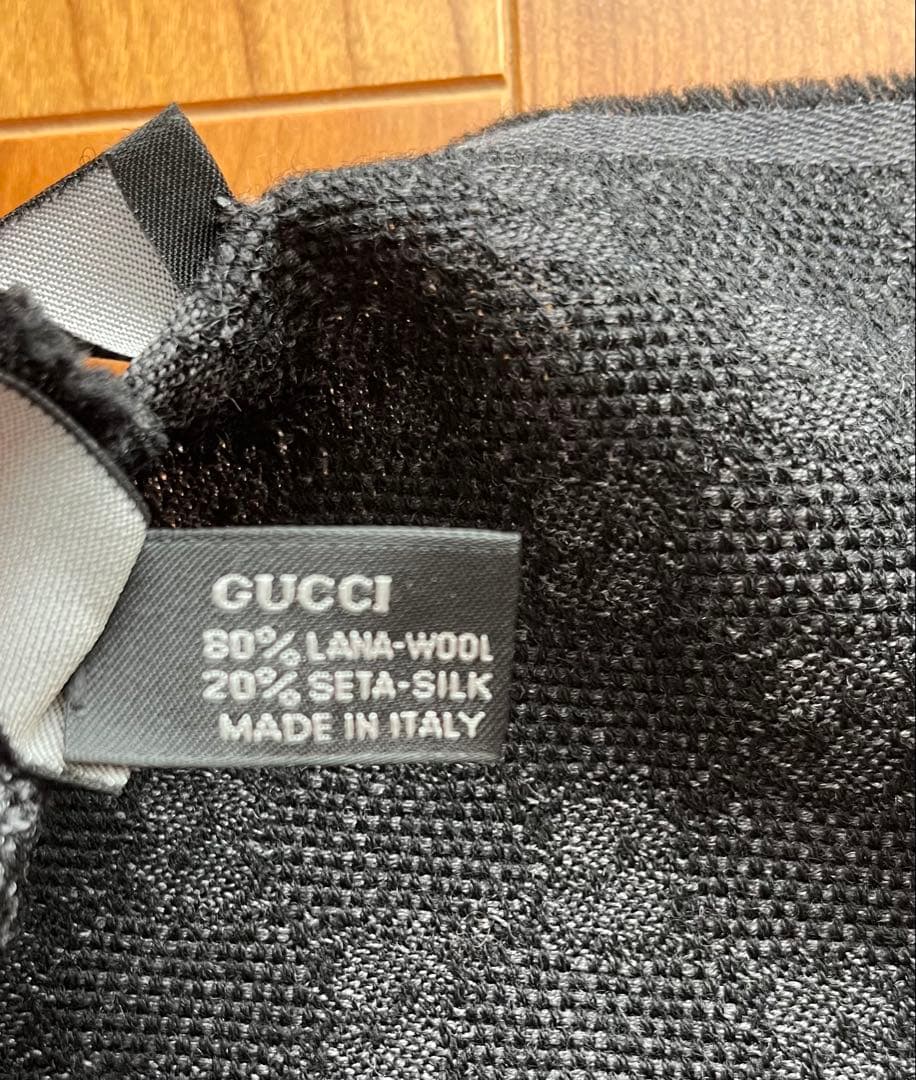 GUCCI
80% LANA-WOOL
20% SETA-SILK
MADE IN ITALY